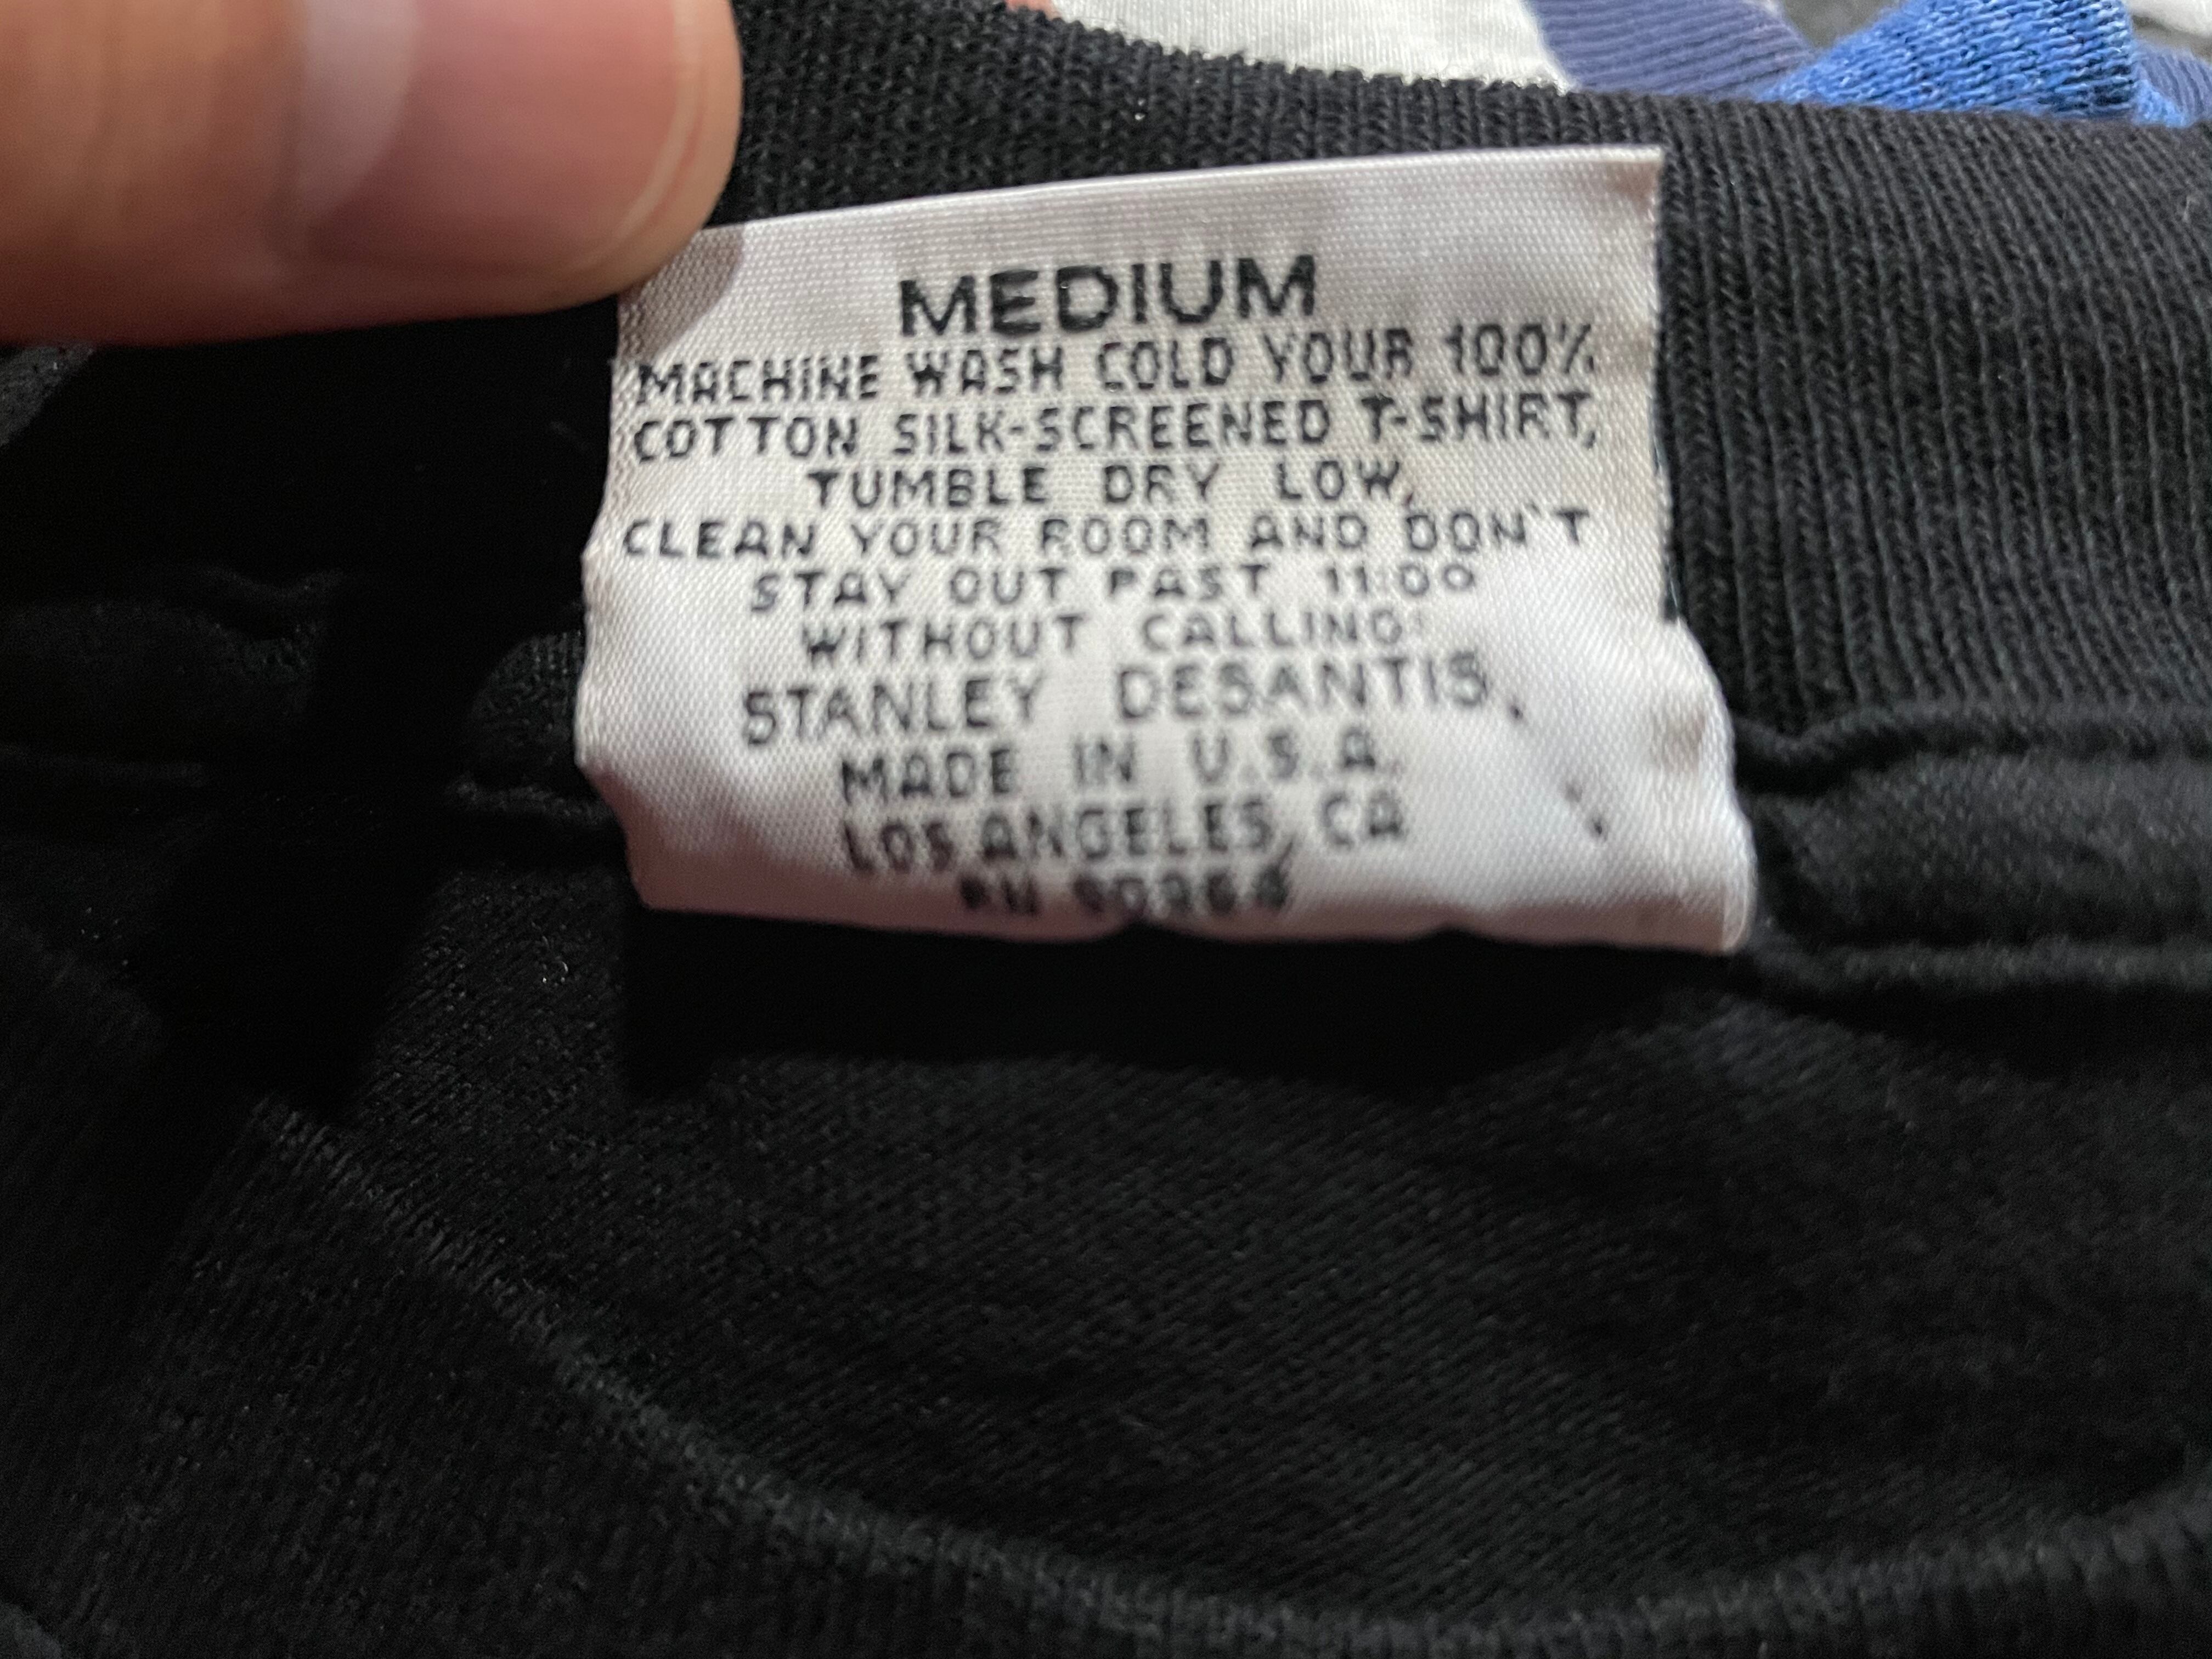 MEDIUM
MACHINE WASH COLD YOUR 100%
COTTON SILK-SCREENED T-SHIRT,
TUMBLE DRY LOW,
CLEAN YOUR ROOM AND DON'T
STAY OUT PAST 11:00
WITHOUT CALLING!
STANLEY DESANTIS,
MADE IN U.S.A.
LOS ANGELES, CA
RN